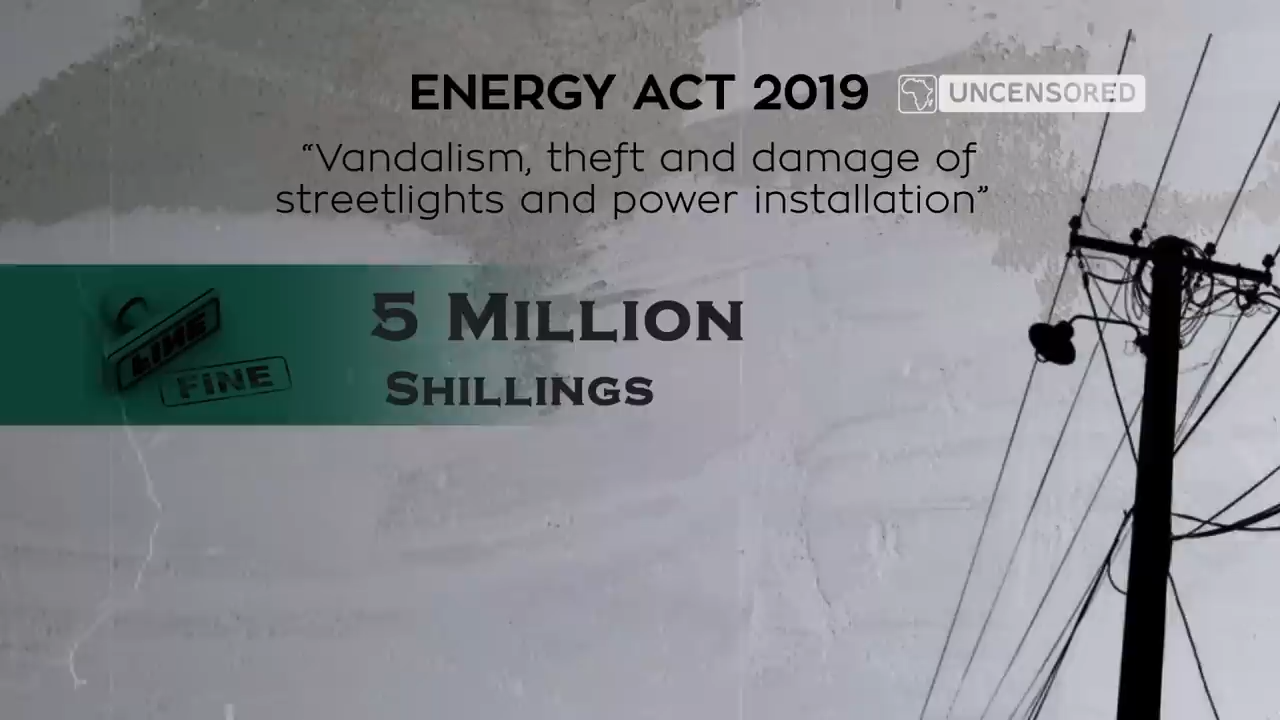 ENERGY ACT 2019
UNCENSORED
“Vandalism, theft and damage of
streetlights and power installation”
5 MILLION
SHILLINGS
FINE
FINE